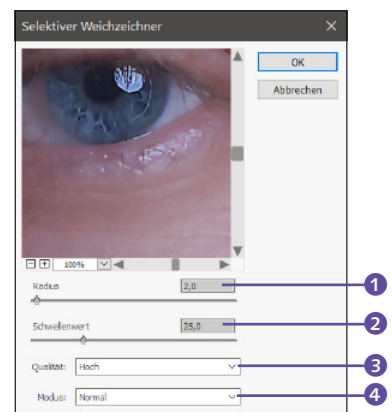 Selektiver Weichzeichner
OK
Abbrechen
100%
Radius 2,0 1
Schwellenwert 25,0 2
Qualität: Hoch 3
Modus: Normal 4